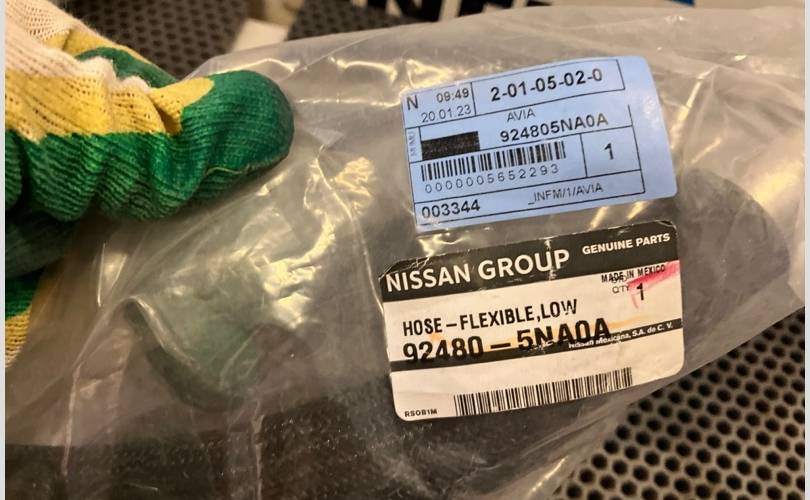 N 09:49 2-01-05-02-0
20.01.23
AVIA
924805NA0A
1
0000005652293
003344 _INFM/1/AVIA
NISSAN GROUP GENUINE PARTS
MADE IN MEXICO
Q'TY 1
HOSE-FLEXIBLE,LOW
92480-5NA0A
Nissan Mexicana, S.A. de C. V.
RSOB1M